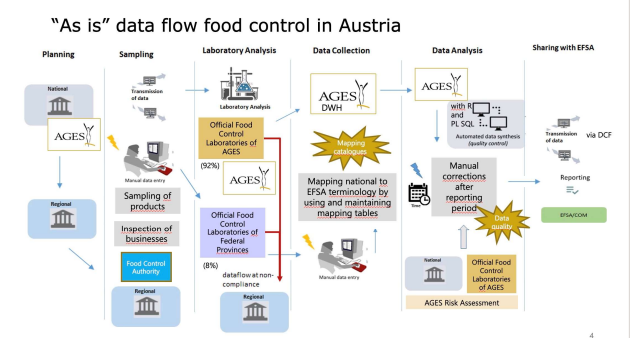 "As is" data flow food control in Austria
Planning
Sampling
Laboratory Analysis
Data Collection
Data Analysis
Sharing with EFSA
National
AGES
Regional
Transmission
of data
Manual data entry
Sampling of
products
Inspection of
businesses
Food Control
Authority
Regional
Laboratory Analysis
Official Food
Control
Laboratories of
AGES
(92%)
AGES
Official Food
Control
Laboratories of
Federal
Provinces
(8%)
dataflow at non-
compliance
Regional
AGES
DWH
Mapping
catalogues
Mapping national to
EFSA terminology by
using and maintaining
mapping tables
Manual data entry
AGES
with R
and
PL SQL
Automated data synthesis
(quality control)
Manual
corrections
after
reporting
period
Time
Data
quality
National
Official Food
Control
Laboratories
of AGES
AGES Risk Assessment
Transmission
of data
via DCF
Reporting
EFSA/COM
4